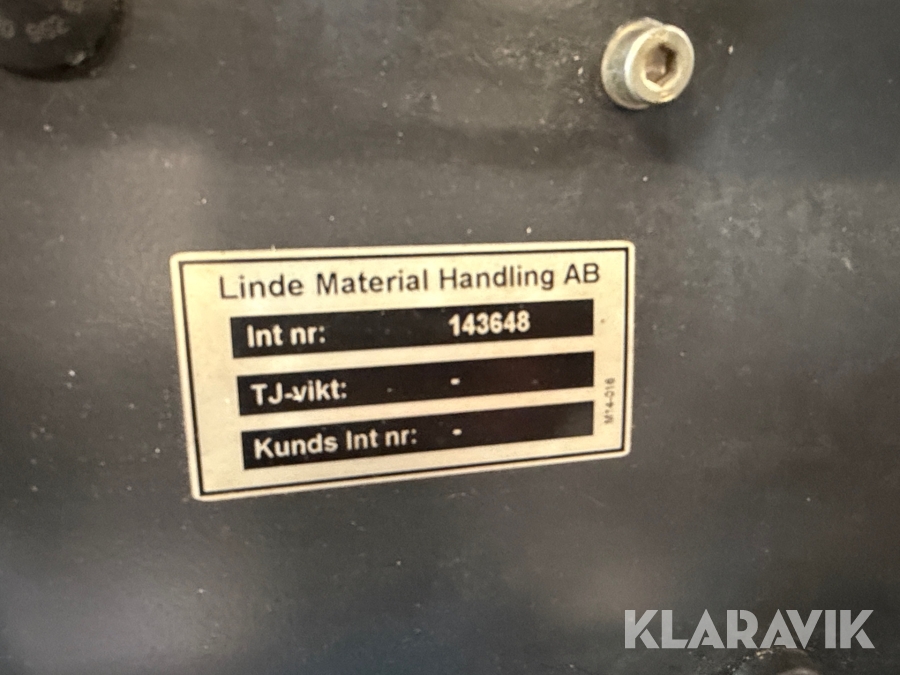 Linde Material Handling AB
Int nr: 143648
TJ-vikt: -
Kunds Int nr: -
M14-016
KLARAVIK